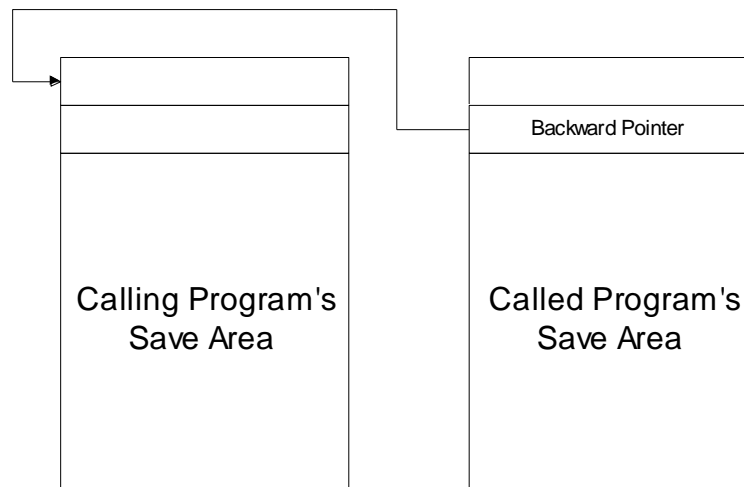 Backward Pointer
Calling Program's
Save Area
Called Program's
Save Area